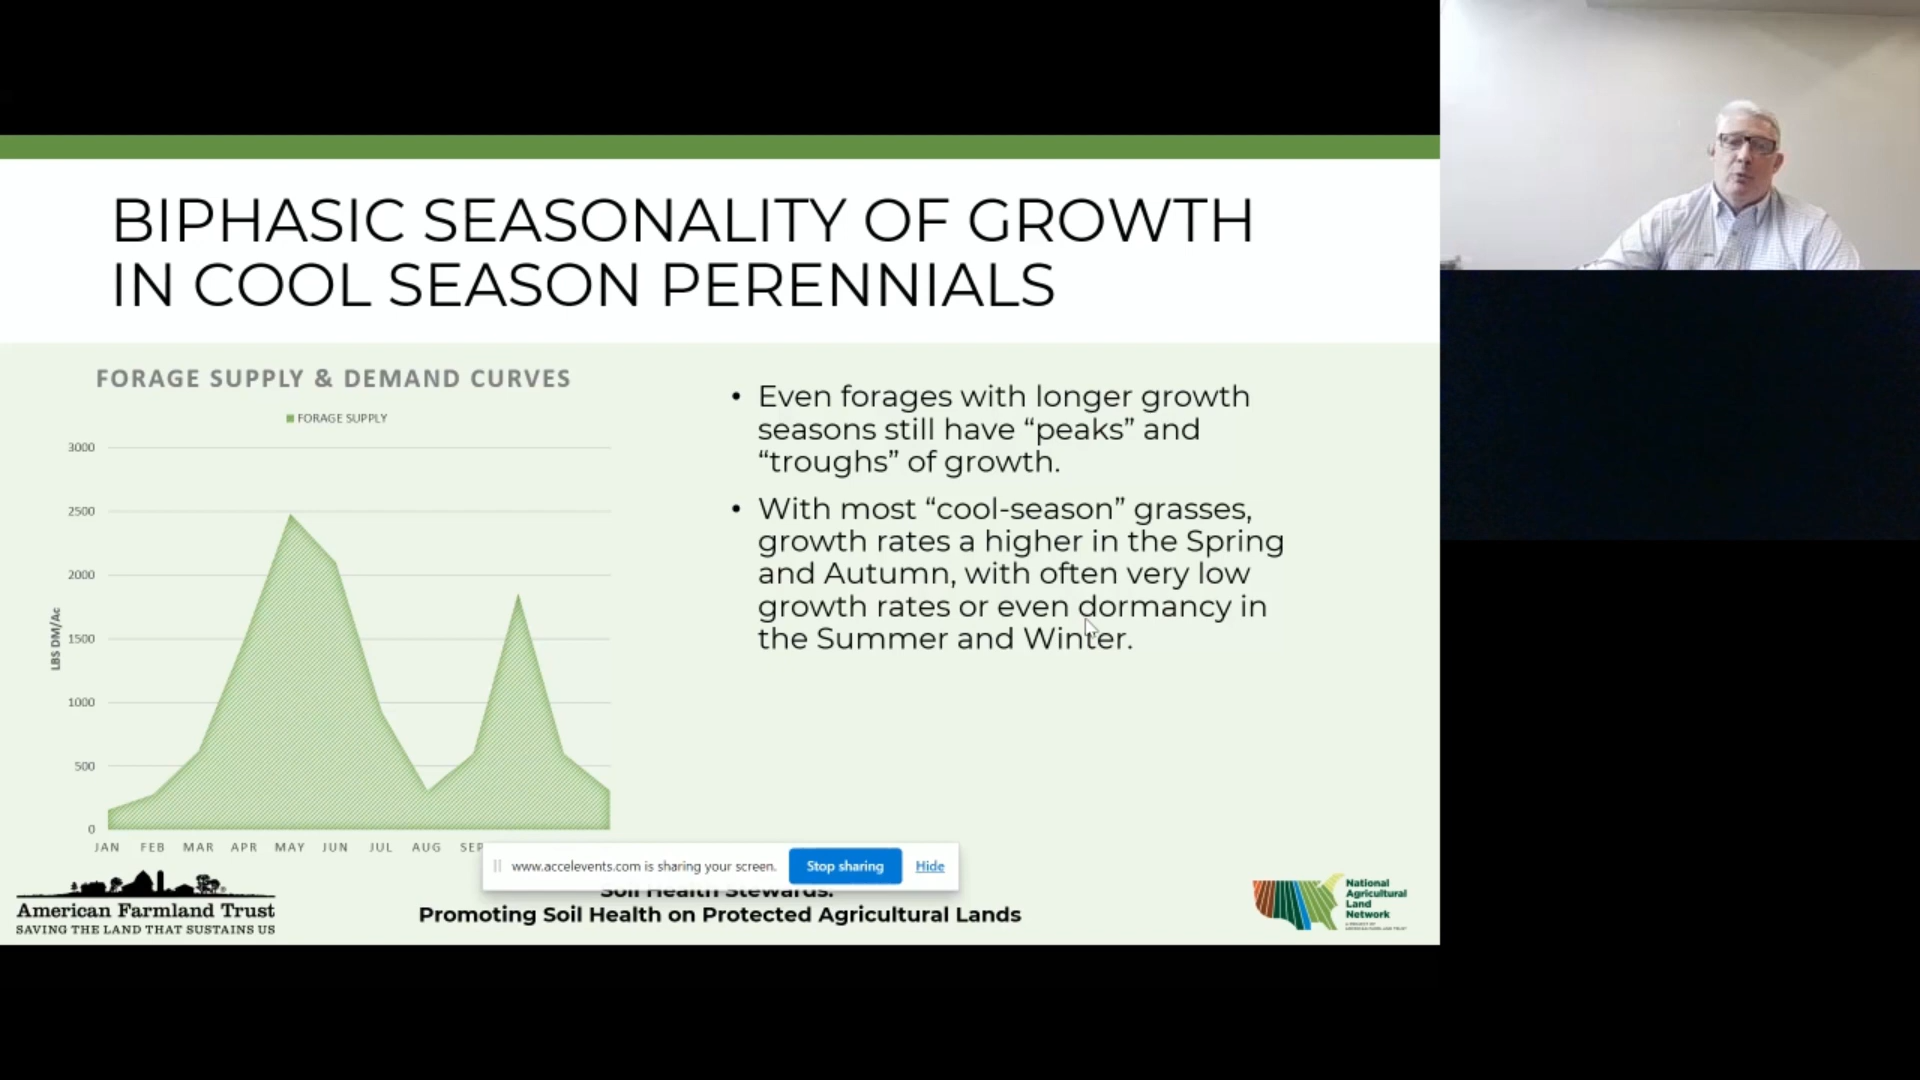 BIPHASIC SEASONALITY OF GROWTH
IN COOL SEASON PERENNIALS
FORAGE SUPPLY & DEMAND CURVES
FORAGE SUPPLY
3000
2500
2000
1500
1000
500
0
LBS DM/Ac
JAN FEB MAR APR MAY JUN JUL AUG SEP
• Even forages with longer growth
seasons still have “peaks” and
“troughs” of growth.
• With most “cool-season” grasses,
growth rates a higher in the Spring
and Autumn, with often very low
growth rates or even dormancy in
the Summer and Winter.
www.accelevents.com is sharing your screen. Stop sharing Hide
Soil Health Stewards:
Promoting Soil Health on Protected Agricultural Lands
American Farmland Trust
SAVING THE LAND THAT SUSTAINS US
National
Agricultural
Land
Network